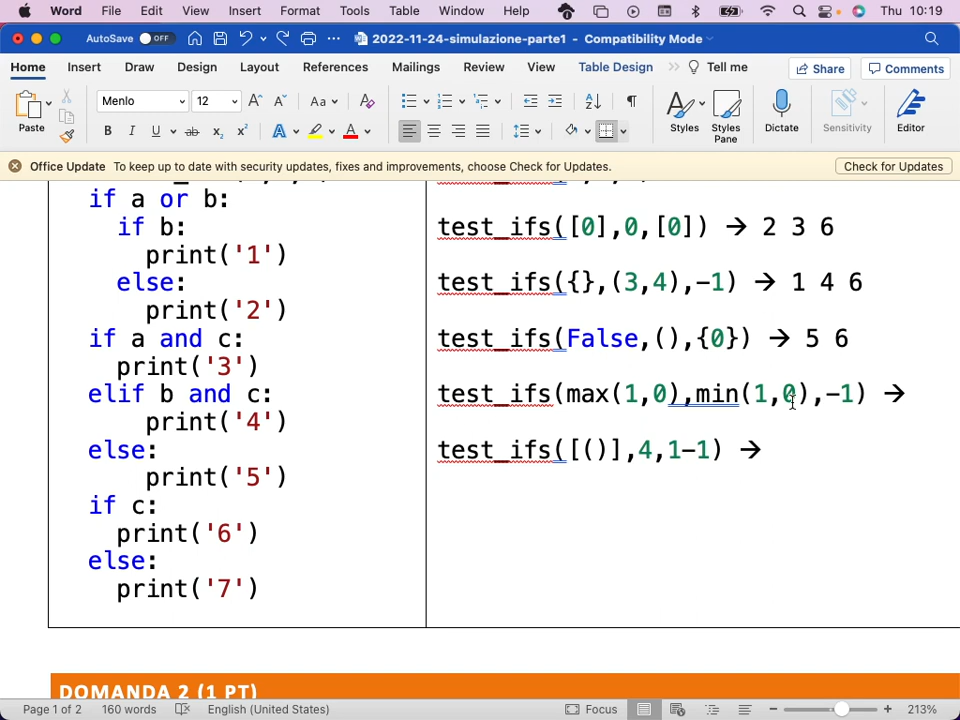 Word File Edit View Insert Format Tools Table Window Help Thu 10:19
AutoSave OFF 2022-11-24-simulazione-parte1 - Compatibility Mode
Home Insert Draw Design Layout References Mailings Review View Table Design Tell me Share Comments
Paste Menlo 12 Styles Styles Pane Dictate Sensitivity Editor
Office Update To keep up to date with security updates, fixes and improvements, choose Check for Updates. Check for Updates
if a or b:
if b:
print('1')
else:
print('2')
if a and c:
print('3')
elif b and c:
print('4')
else:
print('5')
if c:
print('6')
else:
print('7')
test_ifs([0],0,[0]) → 2 3 6
test_ifs({},(3,4),-1) → 1 4 6
test_ifs(False,(),{0}) → 5 6
test_ifs(max(1,0),min(1,0),-1) →
test_ifs([()],4,1-1) →
DOMANDA 2 (1 PT)
Page 1 of 2 160 words English (United States) Focus 213%